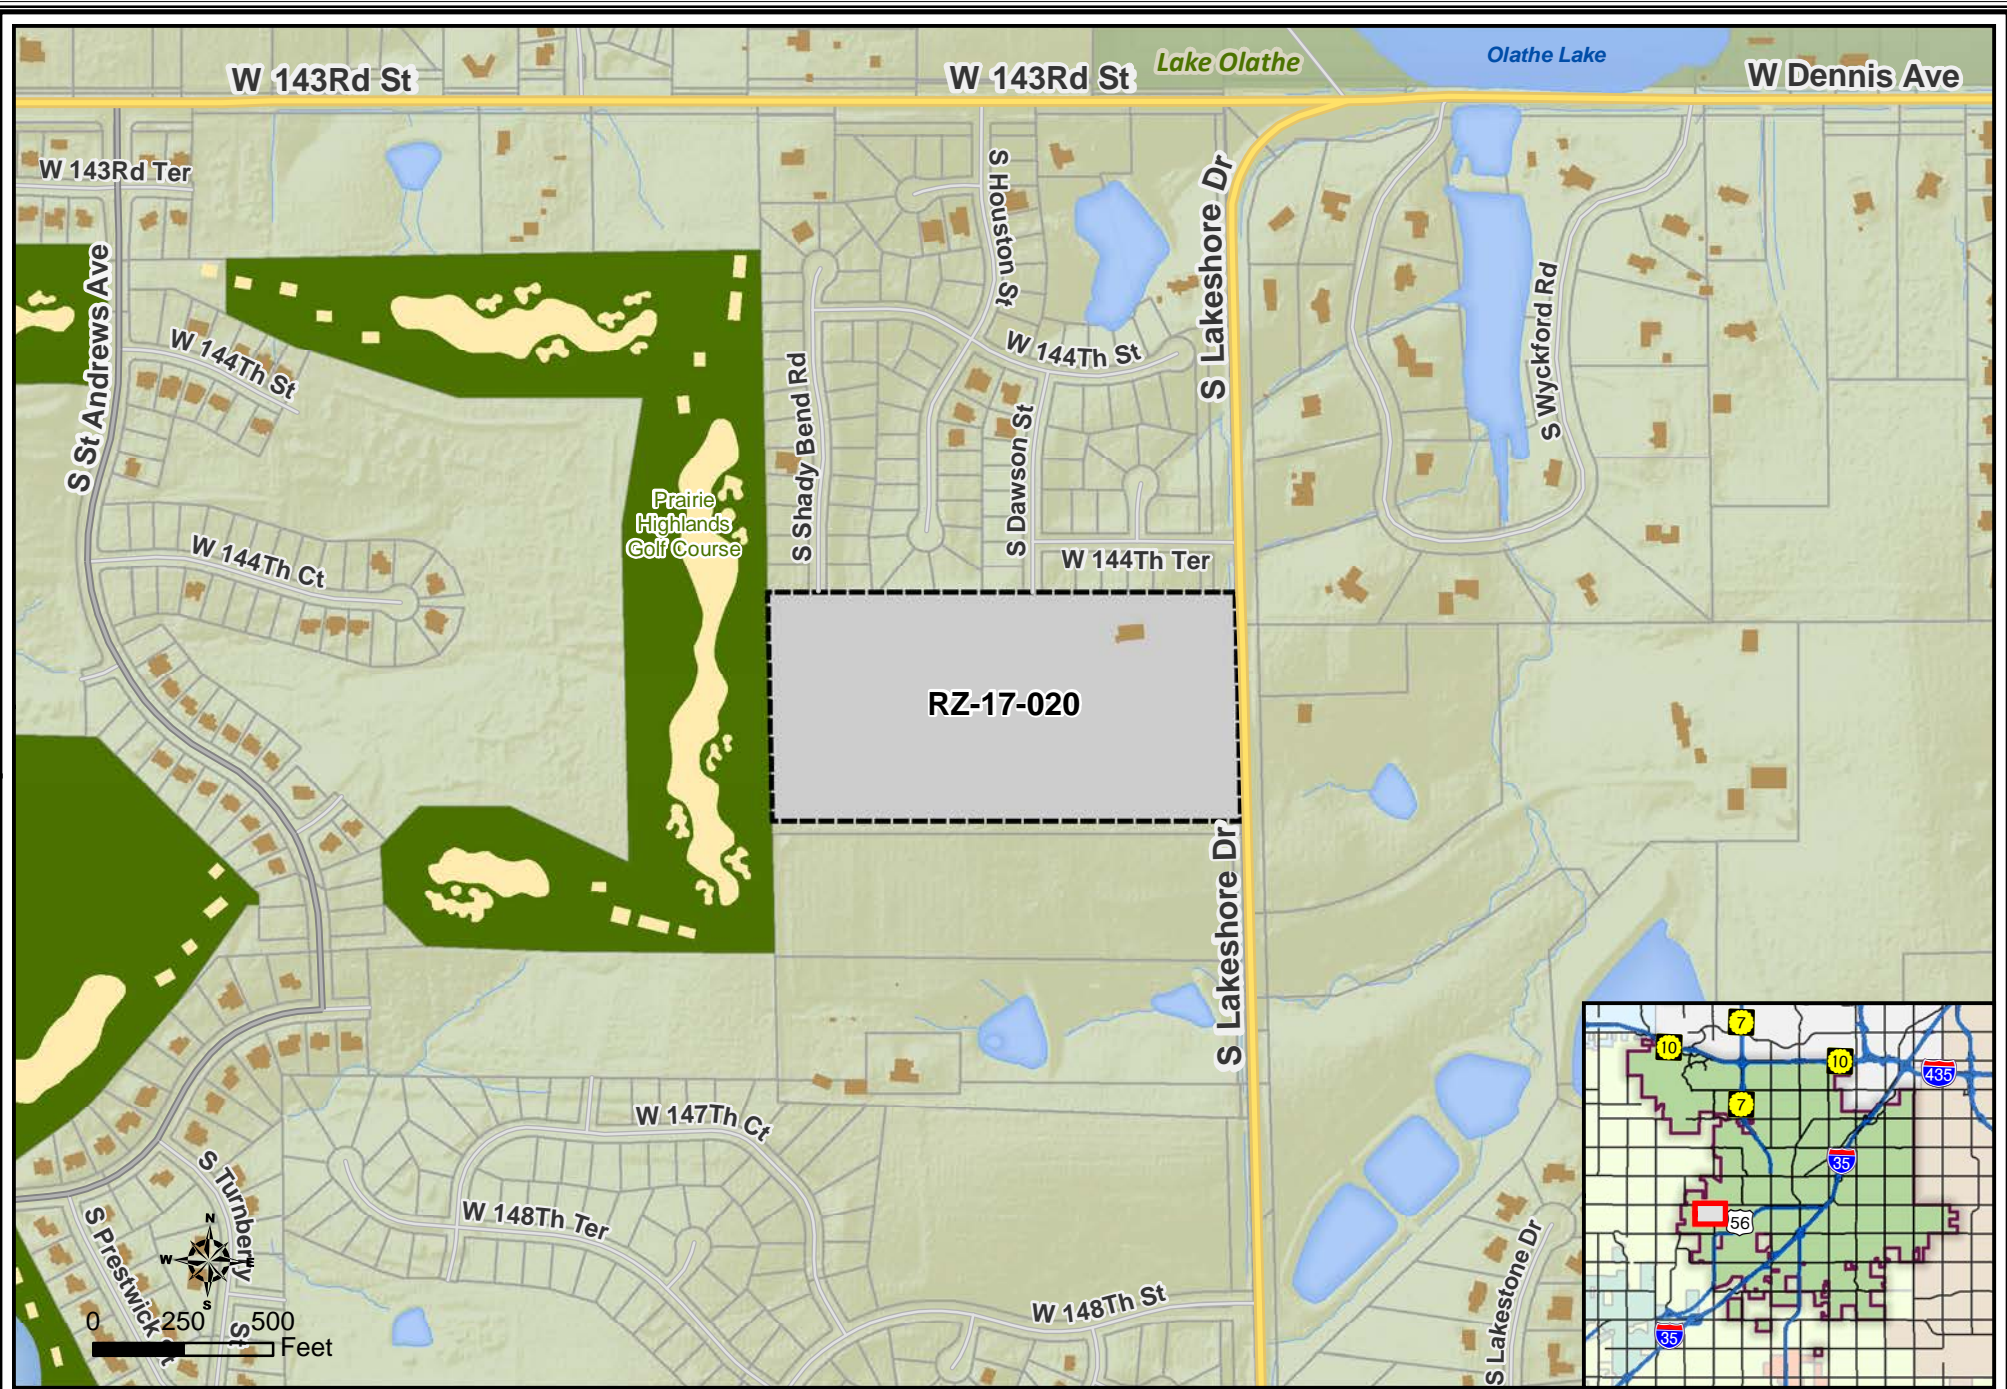 Lake Olathe
Olathe Lake
W 143Rd St
W 143Rd St
W Dennis Ave
W 143Rd Ter
S Houston St
S Lakeshore Dr
S St Andrews Ave
W 144Th St
W 144Th St
S Wyckford Rd
S Shady Bend Rd
S Dawson St
Prairie
Highlands
Golf Course
W 144Th Ct
W 144Th Ter
RZ-17-020
S Lakeshore Dr
W 147Th Ct
S Turnberry
St
W 148Th Ter
S Prestwick St
W 148Th St
S Lakestone Dr
N
W
E
S
0 250 500
Feet
7
10
10
435
7
35
56
35